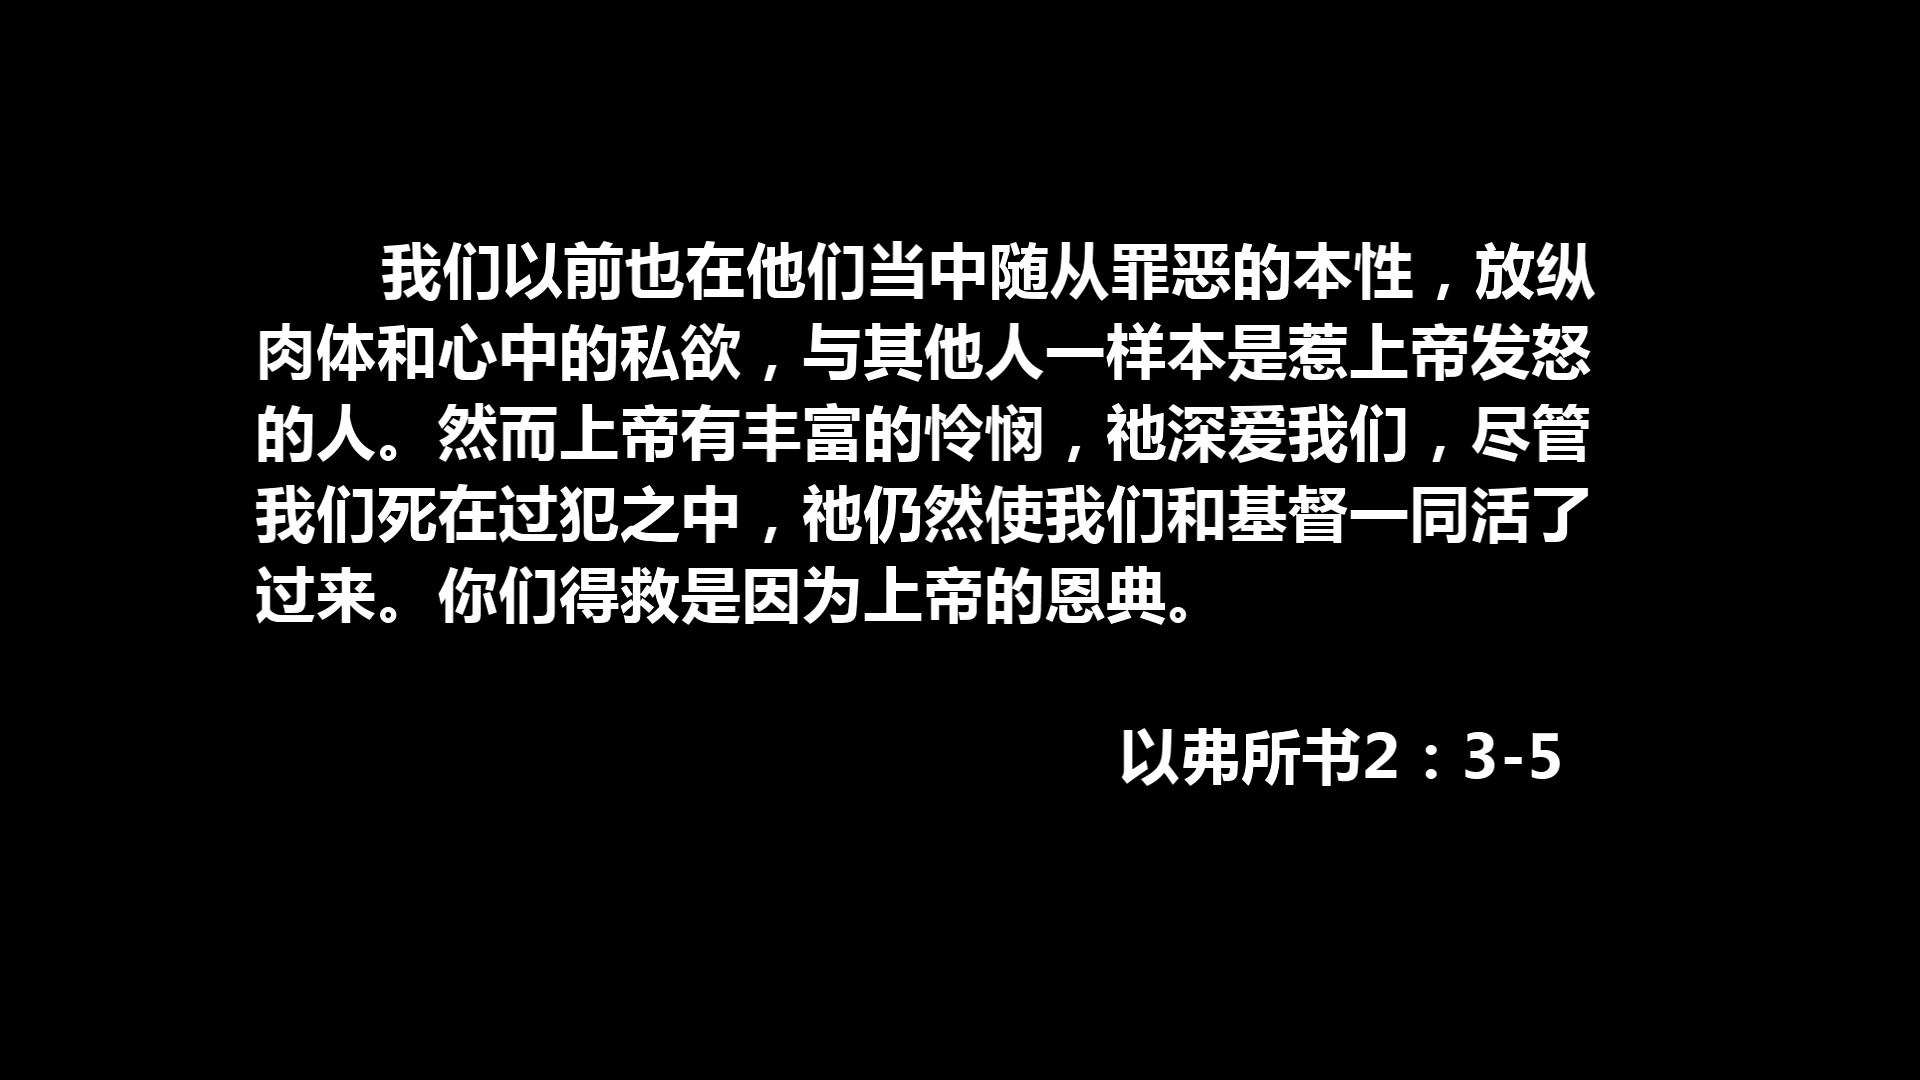 我们以前也在他们当中随从罪恶的本性，放纵
肉体和心中的私欲，与其他人一样本是惹上帝发怒
的人。然而上帝有丰富的怜悯，祂深爱我们，尽管
我们死在过犯之中，祂仍然使我们和基督一同活了
过来。你们得救是因为上帝的恩典。
以弗所书2：3-5